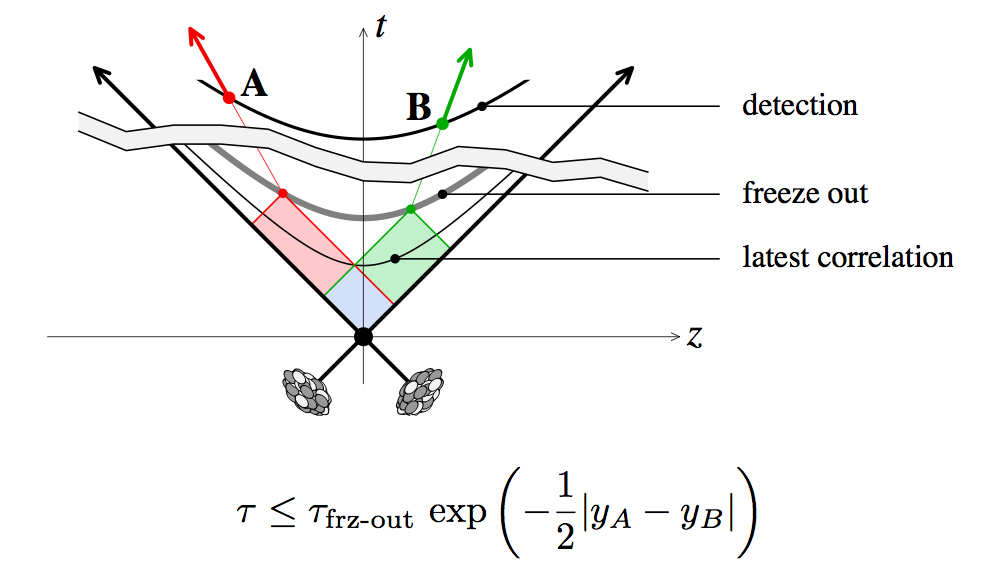 t
A
B
detection
freeze out
latest correlation
z
τ ≤ τ_frz-out exp(−1/2|y_A − y_B|)